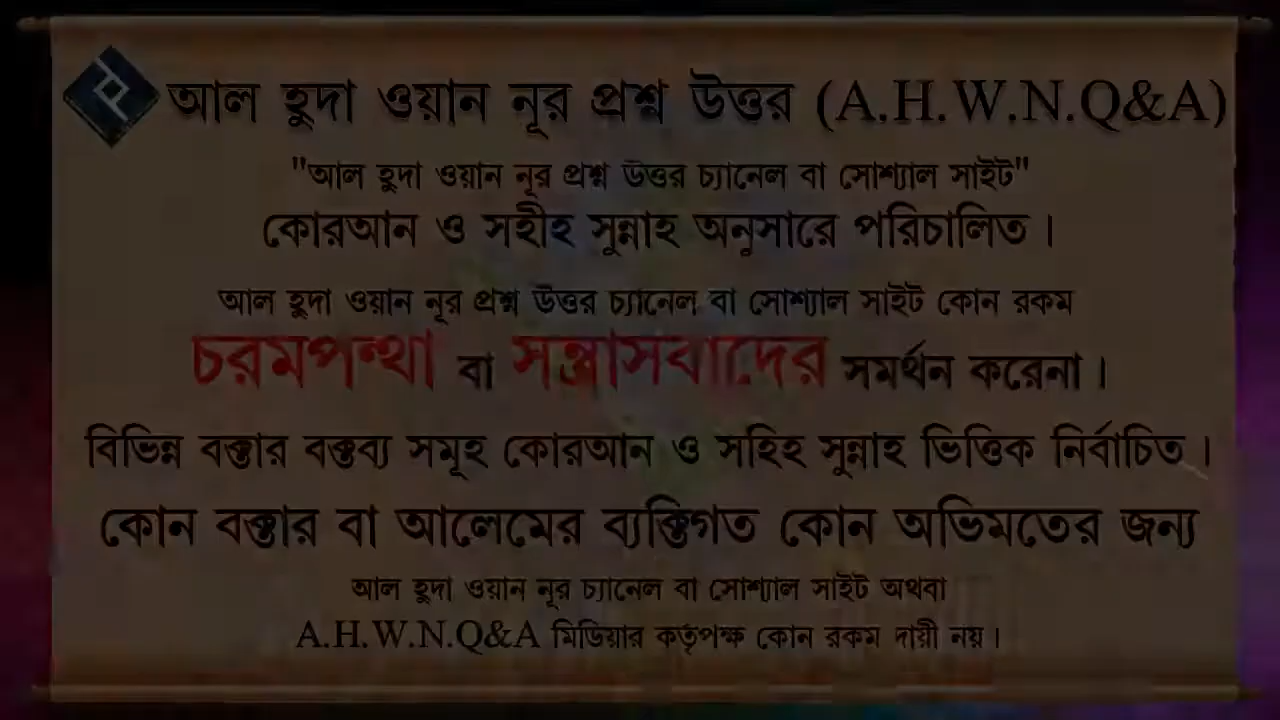 আল হুদা ওয়ান নূর প্রশ্ন উত্তর (A.H.W.N.Q&A)
"আল হুদা ওয়ান নূর প্রশ্ন উত্তর চ্যানেল বা সোশ্যাল সাইট"
কোরআন ও সহীহ সুন্নাহ অনুসারে পরিচালিত।
আল হুদা ওয়ান নূর প্রশ্ন উত্তর চ্যানেল বা সোশ্যাল সাইট কোন রকম
চরমপন্থা বা সন্ত্রাসবাদের সমর্থন করেনা।
বিভিন্ন বক্তার বক্তব্য সমূহ কোরআন ও সহিহ সুন্নাহ ভিত্তিক নির্বাচিত।
কোন বক্তার বা আলেমের ব্যক্তিগত কোন অভিমতের জন্য
আল হুদা ওয়ান নূর চ্যানেল বা সোশ্যাল সাইট অথবা
A.H.W.N.Q&A মিডিয়ার কর্তৃপক্ষ কোন রকম দায়ী নয়।